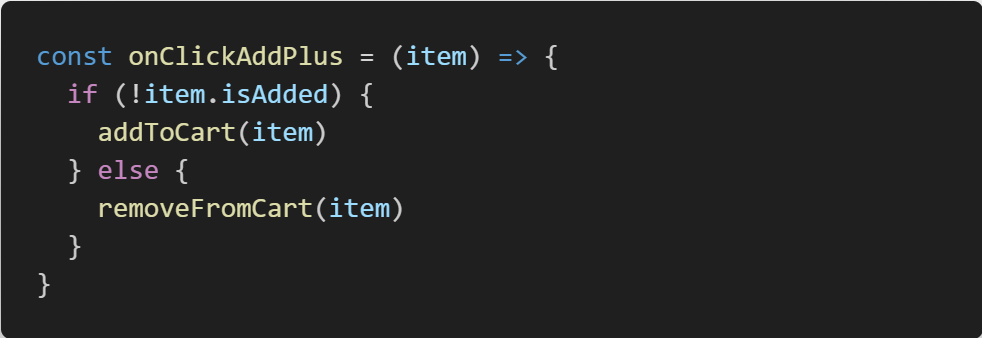 const onClickAddPlus = (item) => {
  if (!item.isAdded) {
    addToCart(item)
  } else {
    removeFromCart(item)
  }
}